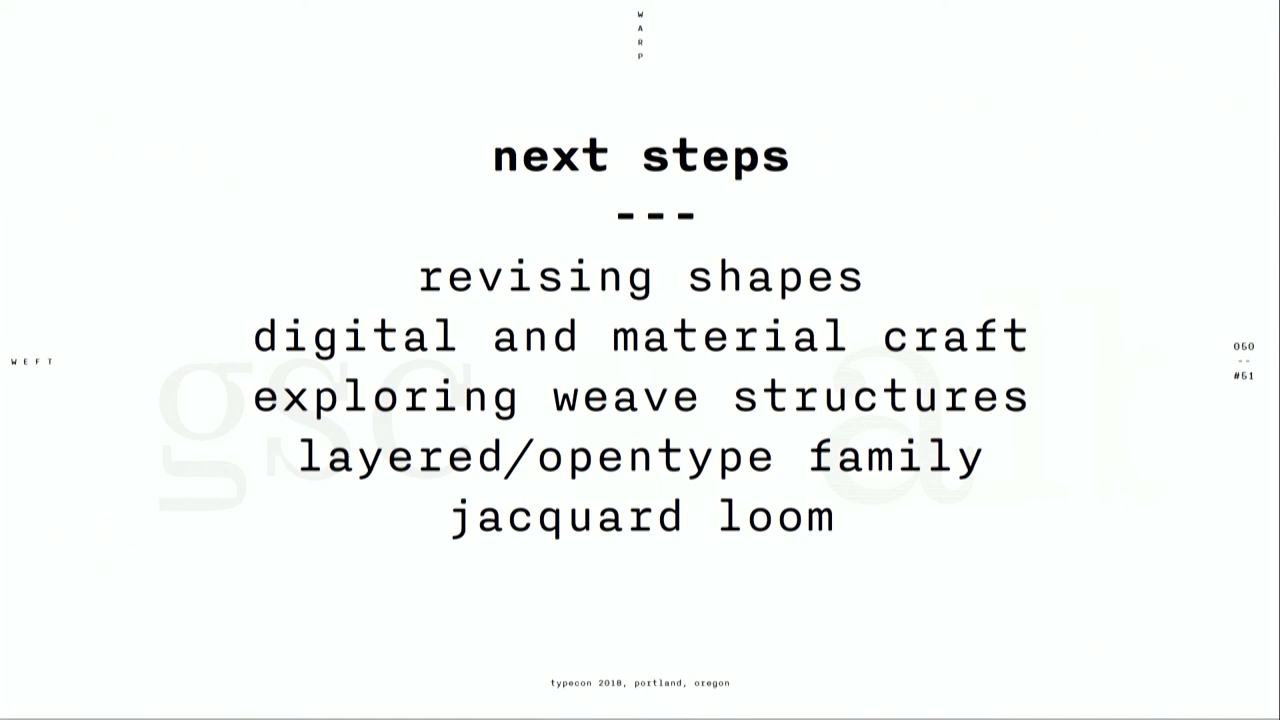 WARP
next steps
---
revising shapes
digital and material craft
exploring weave structures
layered/opentype family
jacquard loom
WEFT
050
--
#51
typecon 2018, portland, oregon